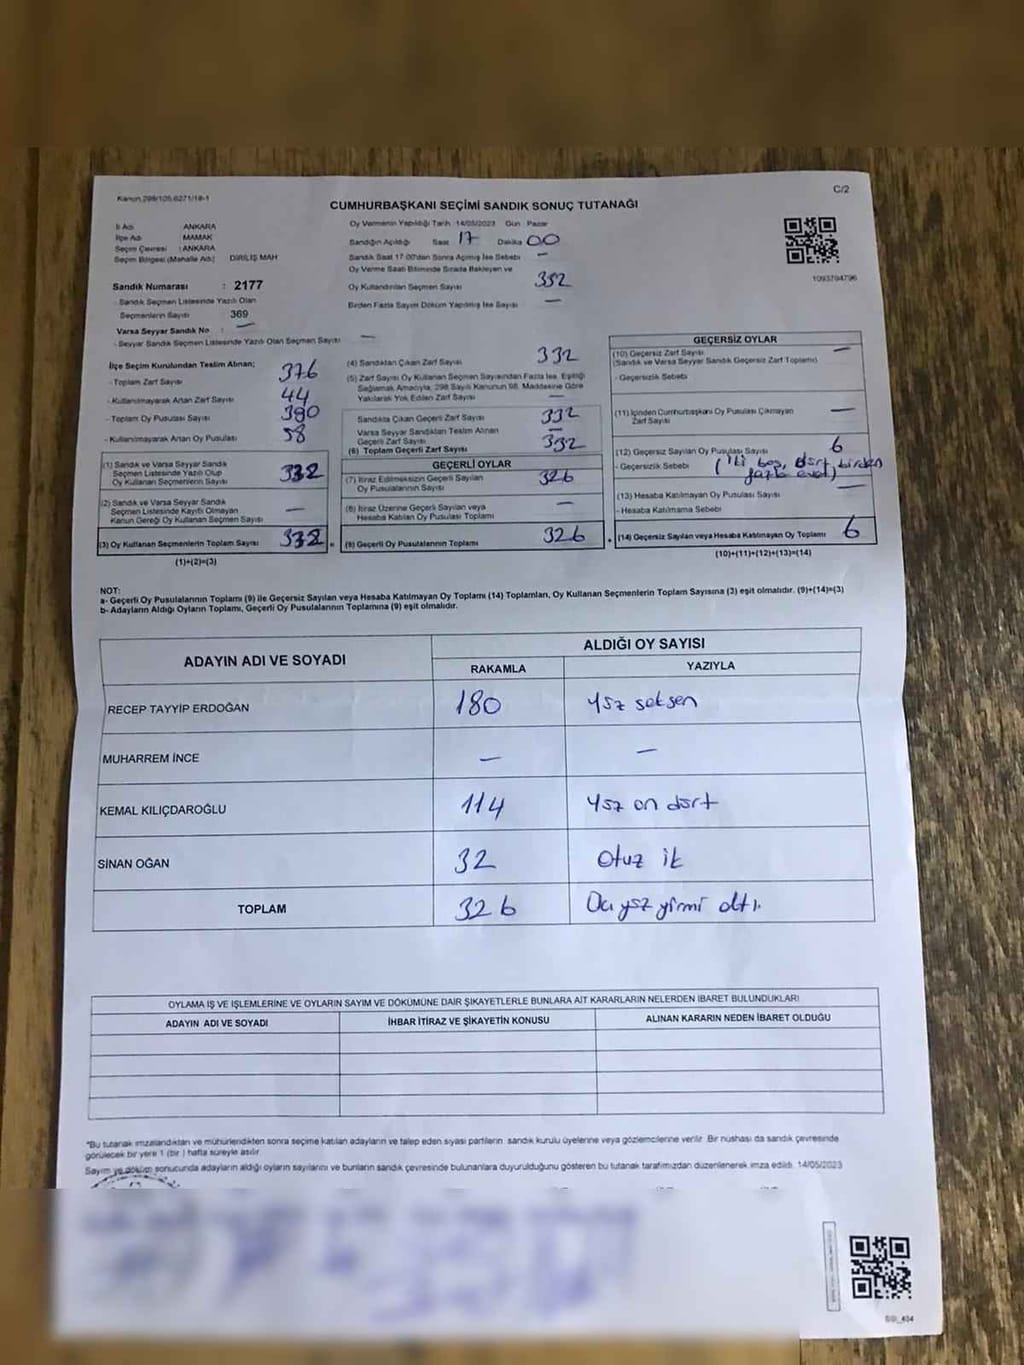 Kanun 298/105,6271/18-1
C/2
CUMHURBAŞKANI SEÇİMİ SANDIK SONUÇ TUTANAĞI
İl Adı ANKARA
İlçe Adı MAMAK
Seçim Çevresi : ANKARA
Seçim Bölgesi (Mahalle Adı) DİRİLİŞ MAH
Sandık Numarası : 2177
- Sandık Seçmen Listesinde Yazılı Olan
Seçmenlerin Sayısı 369
Varsa Seyyar Sandık No : —
- Seyyar Sandık Seçmen Listesinde Yazılı Olan Seçmen Sayısı —
Oy Vermenin Yapıldığı Tarih 14/05/2023 Gün Pazar
Sandığın Açıldığı Saat 17 Dakika 00
Sandık Saat 17:00'dan Sonra Açılmış İse Sebebi —
Oy Verme Saati Bitiminde Sırada Bekleyen ve
Oy Kullandırılan Seçmen Sayısı 332
Birden Fazla Sayım Döküm Yapılmış İse Sayısı —
1093704796
İlçe Seçim Kurulundan Teslim Alınan;
- Toplam Zarf Sayısı 376
- Kullanılmayarak Artan Zarf Sayısı 44
- Toplam Oy Pusulası Sayısı 390
- Kullanılmayarak Artan Oy Pusulası 58
(1) Sandık ve Varsa Seyyar Sandık
Seçmen Listesinde Yazılı Olup
Oy Kullanan Seçmenlerin Sayısı 332
(2) Sandık ve Varsa Seyyar Sandık
Seçmen Listesinde Kayıtlı Olmayan
Kanun Gereği Oy Kullanan Seçmen Sayısı —
(3) Oy Kullanan Seçmenlerin Toplam Sayısı 332
(1)+(2)=(3)
(4) Sandıktan Çıkan Zarf Sayısı 332
(5) Zarf Sayısı Oy Kullanan Seçmen Sayısından Fazla İse, Eşitliği
Sağlamak Amacıyla, 298 Sayılı Kanunun 98. Maddesine Göre
Yakılarak Yok Edilen Zarf Sayısı —
Sandıkta Çıkan Geçerli Zarf Sayısı 332
Varsa Seyyar Sandıktan Teslim Alınan
Geçerli Zarf Sayısı —
(6) Toplam Geçerli Zarf Sayısı 332
GEÇERLİ OYLAR
(7) İtiraz Edilmeksizin Geçerli Sayılan
Oy Pusulalarının Sayısı 326
(8) İtiraz Üzerine Geçerli Sayılan veya
Hesaba Katılan Oy Pusulası Toplamı —
(9) Geçerli Oy Pusulalarının Toplamı 326
GEÇERSİZ OYLAR
(10) Geçersiz Zarf Sayısı —
(Sandık ve Varsa Seyyar Sandık Geçersiz Zarf Toplamı)
- Geçersizlik Sebebi
(11) İçinden Cumhurbaşkanı Oy Pusulası Çıkmayan
Zarf Sayısı —
(12) Geçersiz Sayılan Oy Pusulası Sayısı 6
- Geçersizlik Sebebi (iki boş, dört, birden
fazla evet)
(13) Hesaba Katılmayan Oy Pusulası Sayısı —
- Hesaba Katılmama Sebebi
(14) Geçersiz Sayılan veya Hesaba Katılmayan Oy Toplamı 6
(10)+(11)+(12)+(13)=(14)
NOT:
a- Geçerli Oy Pusulalarının Toplamı (9) ile Geçersiz Sayılan veya Hesaba Katılmayan Oy Toplamı (14) Toplamları, Oy Kullanan Seçmenlerin Toplam Sayısına (3) eşit olmalıdır. (9)+(14)=(3)
b- Adayların Aldığı Oyların Toplamı, Geçerli Oy Pusulalarının Toplamına (9) eşit olmalıdır.
ADAYIN ADI VE SOYADI
ALDIĞI OY SAYISI
RAKAMLA YAZIYLA
RECEP TAYYİP ERDOĞAN 180 Yüz seksen
MUHARREM İNCE — —
KEMAL KILIÇDAROĞLU 114 Yüz on dört
SİNAN OĞAN 32 Otuz ik
TOPLAM 326 yüz yirmi altı.
OYLAMA İŞ VE İŞLEMLERİNE VE OYLARIN SAYIM VE DÖKÜMÜNE DAİR ŞİKAYETLERLE BUNLARA AİT KARARLARIN NELERDEN İBARET BULUNDUKLARI
ADAYIN ADI VE SOYADI İHBAR İTİRAZ VE ŞİKAYETİN KONUSU ALINAN KARARIN NEDEN İBARET OLDUĞU
*Bu tutanak imzalandıktan ve mühürlendikten sonra seçime katılan adayların ve talep eden siyasi partilerin sandık kurulu üyelerine veya gözlemcilerine verilir. Bir nüshası da sandık çevresinde
görülecek bir yere 1 (bir) hafta süreyle asılır.
Sayım ve döküm sonucunda adayların aldığı oyların sayılarını ve bunların sandık çevresinde bulunanlara duyurulduğunu gösteren bu tutanak tarafımızdan düzenlenerek imza edildi. 14/05/2023